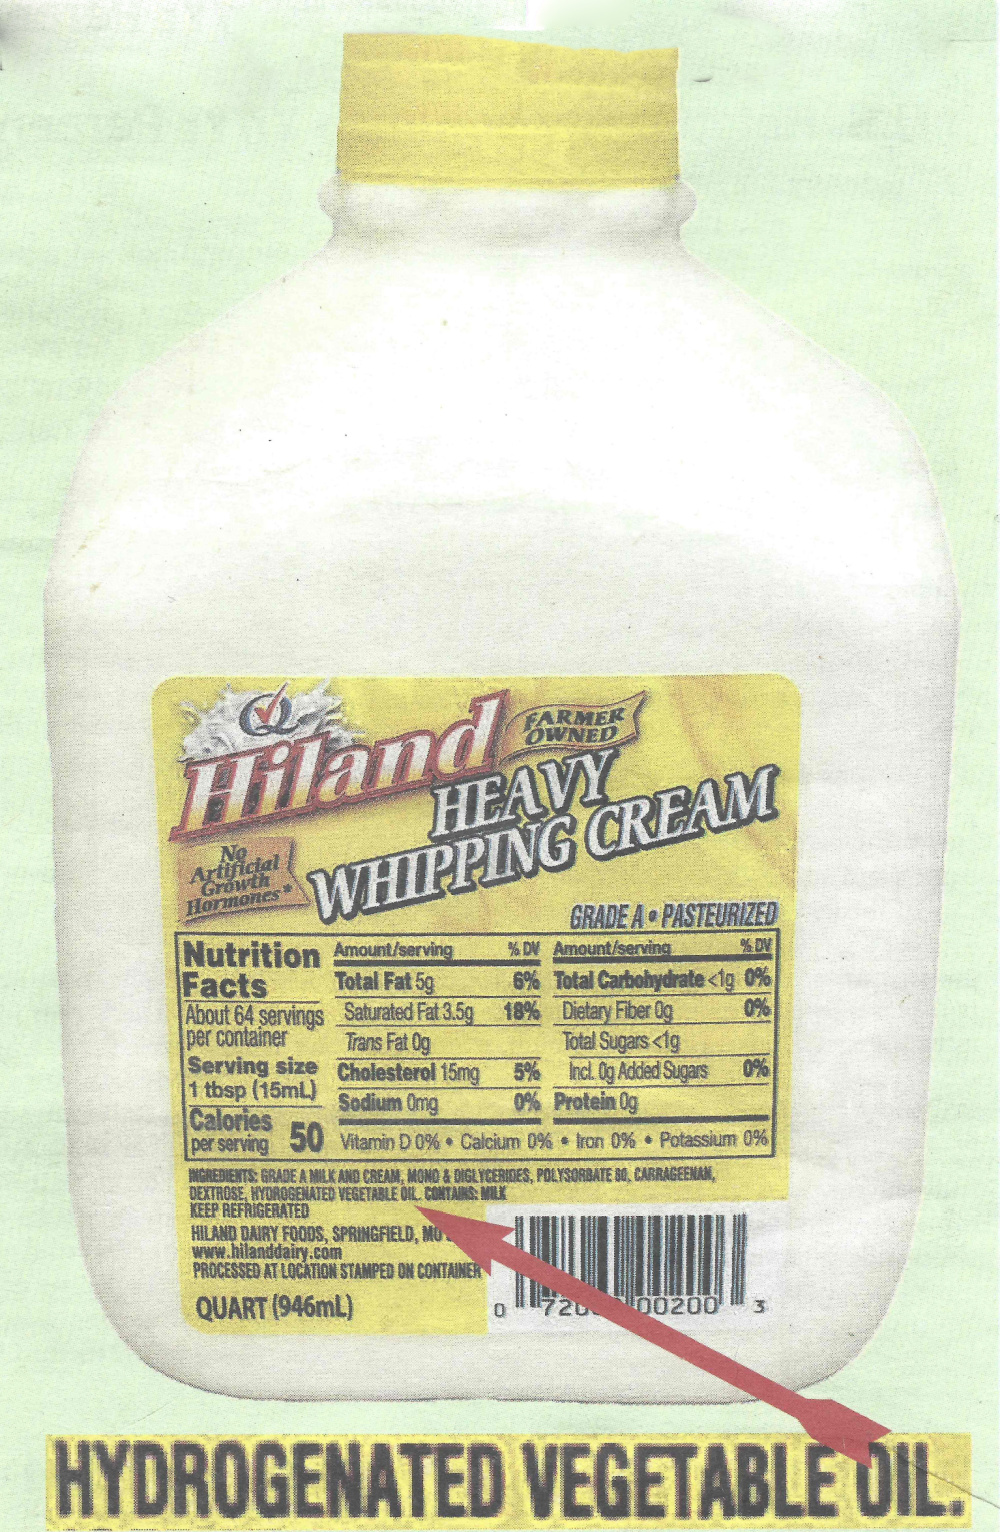 Hiland
FARMER
OWNED
HEAVY
WHIPPING CREAM
No
Artificial
Growth
Hormones*
GRADE A • PASTEURIZED
Nutrition
Facts
About 64 servings
per container
Serving size
1 tbsp (15mL)
Calories
per serving 50
Amount/serving % DV
Total Fat 5g 6%
Saturated Fat 3.5g 18%
Trans Fat 0g
Cholesterol 15mg 5%
Sodium 0mg 0%
Amount/serving % DV
Total Carbohydrate <1g 0%
Dietary Fiber 0g 0%
Total Sugars <1g
Incl. 0g Added Sugars 0%
Protein 0g
Vitamin D 0% • Calcium 0% • Iron 0% • Potassium 0%
INGREDIENTS: GRADE A MILK AND CREAM, MONO & DIGLYCERIDES, POLYSORBATE 80, CARRAGEENAN,
DEXTROSE, HYDROGENATED VEGETABLE OIL. CONTAINS: MILK
KEEP REFRIGERATED
HILAND DAIRY FOODS, SPRINGFIELD, MO
www.hilanddairy.com
PROCESSED AT LOCATION STAMPED ON CONTAINER
QUART (946mL)
0 720 00200 3
HYDROGENATED VEGETABLE OIL.